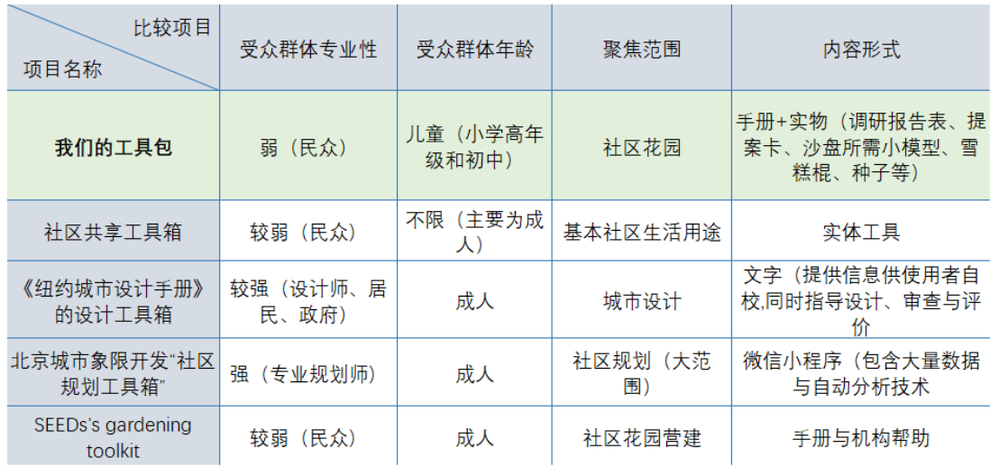 比较项目
项目名称
受众群体专业性
受众群体年龄
聚焦范围
内容形式
我们的工具包
弱（民众）
儿童（小学高年
级和初中）
社区花园
手册+实物（调研报告表、提
案卡、沙盘所需小模型、雪
糕棍、种子等）
社区共享工具箱
较弱（民众）
不限（主要为成
人）
基本社区生活用途
实体工具
《纽约城市设计手册》
的设计工具箱
较强（设计师、居
民、政府）
成人
城市设计
文字（提供信息供使用者自
校,同时指导设计、审查与评
价
北京城市象限开发“社区
规划工具箱”
强（专业规划师）
成人
社区规划（大范
围）
微信小程序（包含大量数据
与自动分析技术
SEEDs's gardening
toolkit
较弱（民众）
成人
社区花园营建
手册与机构帮助